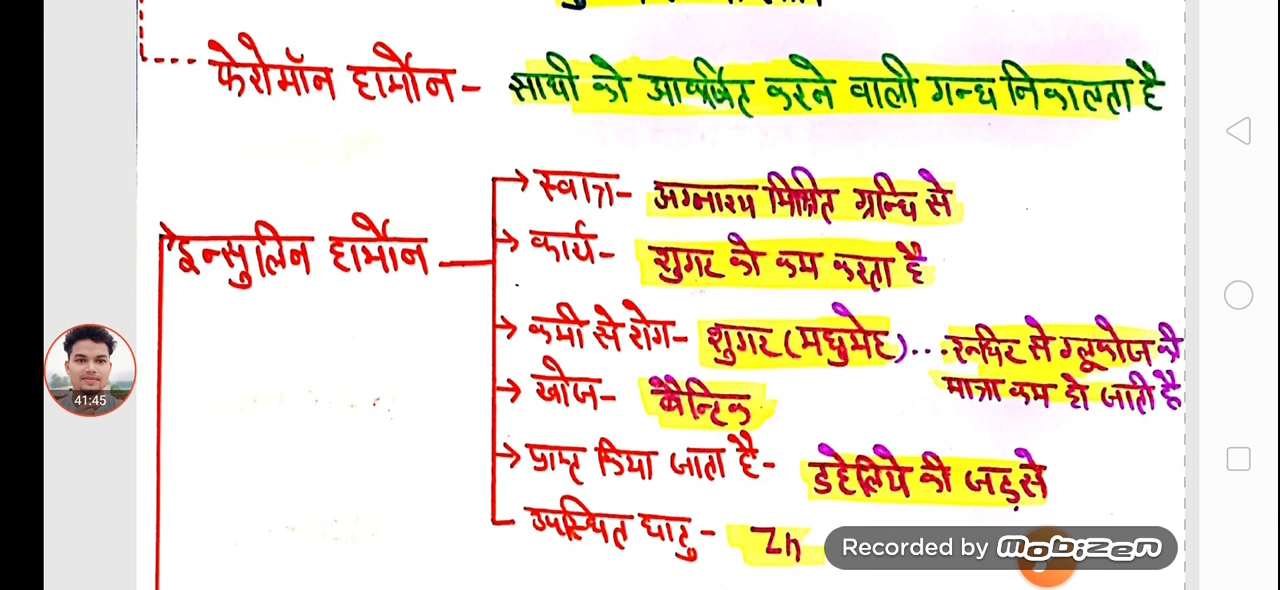 फेरोमॉन हार्मोन - साथी को आकर्षित करने वाली गन्ध निकालता है
इन्सुलिन हार्मोन
→ स्त्राव - अग्नाशय मिश्रित ग्रन्थि से
→ कार्य - शुगर को कम करता है
→ कमी से रोग - शुगर (मधुमेह) ... रूधिर से ग्लूकोज की
मात्रा कम हो जाती है
→ खोज - बैन्टिक
→ प्राप्त किया जाता है - डहेलिये की जड़ से
उपस्थित धातु - Zn
41:45
Recorded by mobizen